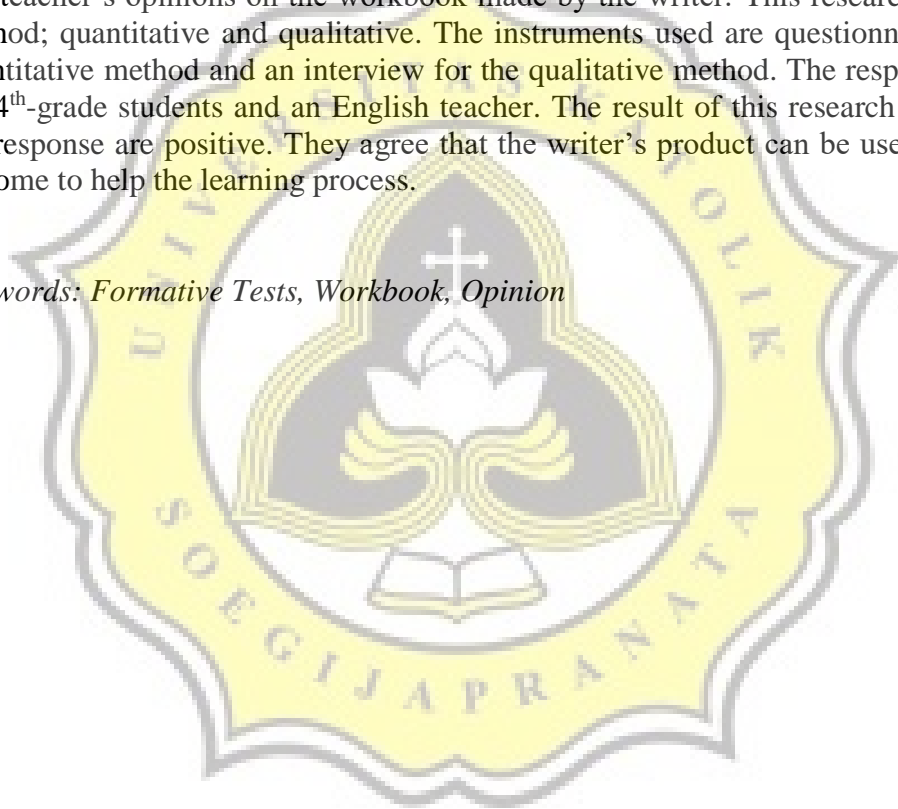 teacher's opinions on the workbook made by the writer. This resear
hod; quantitative and qualitative. The instruments used are questionn
ntitative method and an interview for the qualitative method. The resp
4th-grade students and an English teacher. The result of this research
response are positive. They agree that the writer's product can be use
ome to help the learning process.
words: Formative Tests, Workbook, Opinion
UNIVERSITAS KATOLIK
SOEGIJAPRANATA